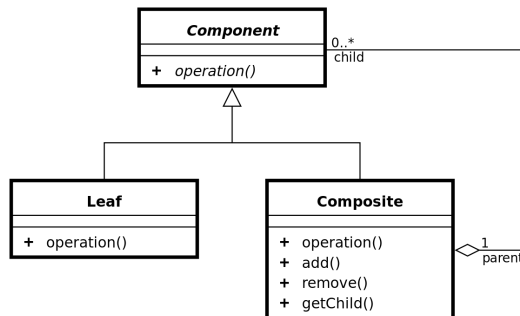 Component
+ operation()
0..*
child
Leaf
+ operation()
Composite
+ operation()
+ add()
+ remove()
+ getChild()
1
parent